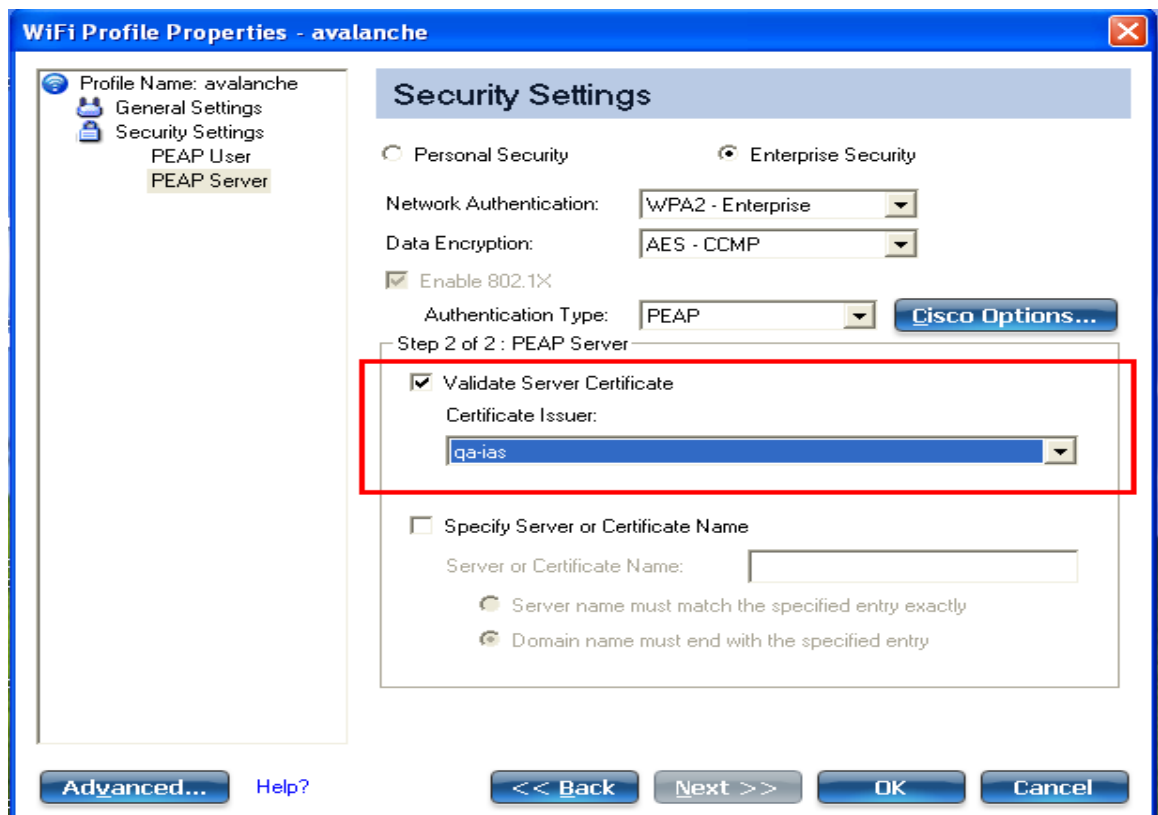 WiFi Profile Properties - avalanche
Profile Name: avalanche
General Settings
Security Settings
PEAP User
PEAP Server
Security Settings
Personal Security
Enterprise Security
Network Authentication:
WPA2 - Enterprise
Data Encryption:
AES - CCMP
Enable 802.1X
Authentication Type:
PEAP
Cisco Options...
Step 2 of 2 : PEAP Server
Validate Server Certificate
Certificate Issuer:
qa-ias
Specify Server or Certificate Name
Server or Certificate Name:
Server name must match the specified entry exactly
Domain name must end with the specified entry
Advanced...
Help?
<< Back
Next >>
OK
Cancel